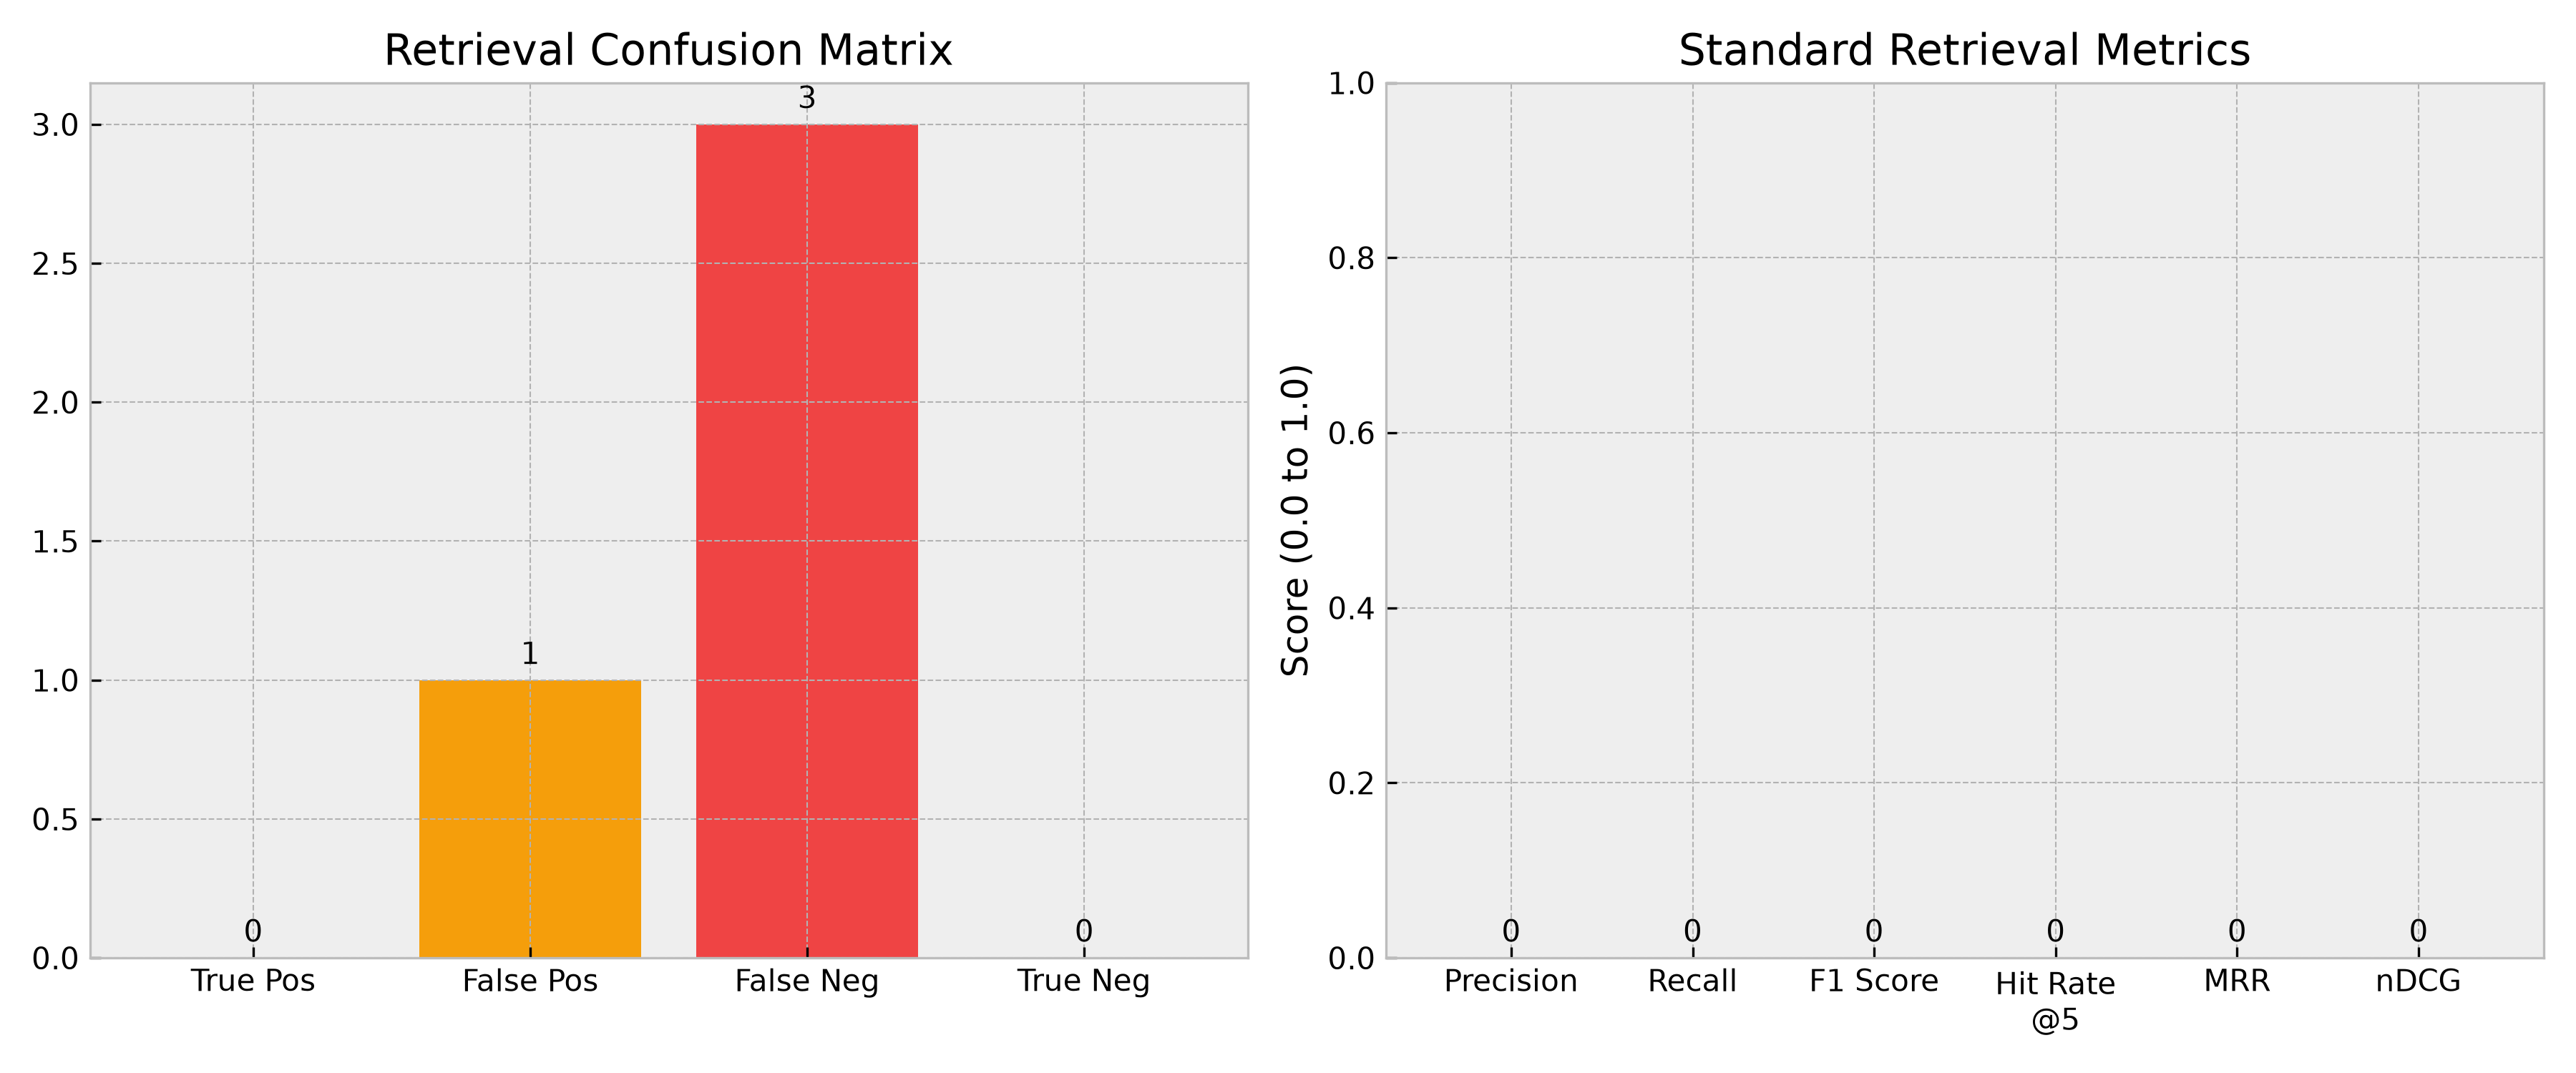 Retrieval Confusion Matrix
3
3.0
2.5
2.0
1.5
1
1.0
0.5
0
0
0.0
True Pos
False Pos
False Neg
True Neg
Standard Retrieval Metrics
Score (0.0 to 1.0)
1.0
0.8
0.6
0.4
0.2
0
0
0
0
0
0
0.0
Precision
Recall
F1 Score
Hit Rate
@5
MRR
nDCG